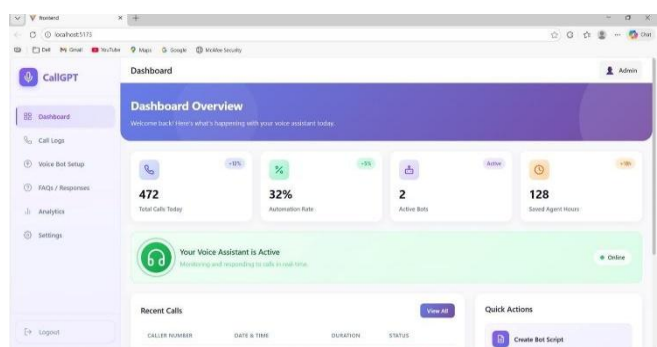 frontend
localhost:5173
Chat
Dell
Gmail
YouTube
Maps
Google
McAfee Security
CallGPT
Dashboard
Admin
Dashboard
Call Logs
Voice Bot Setup
FAQs / Responses
Analytics
Settings
Logout
Dashboard Overview
Welcome back! Here's what's happening with your voice assistant today.
+12%
472
Total Calls Today
+5%
32%
Automation Rate
Active
2
Active Bots
+18h
128
Saved Agent Hours
Your Voice Assistant is Active
Monitoring and responding to calls in real-time
Online
Recent Calls
View All
CALLER NUMBER DATE & TIME DURATION STATUS
Quick Actions
Create Bot Script